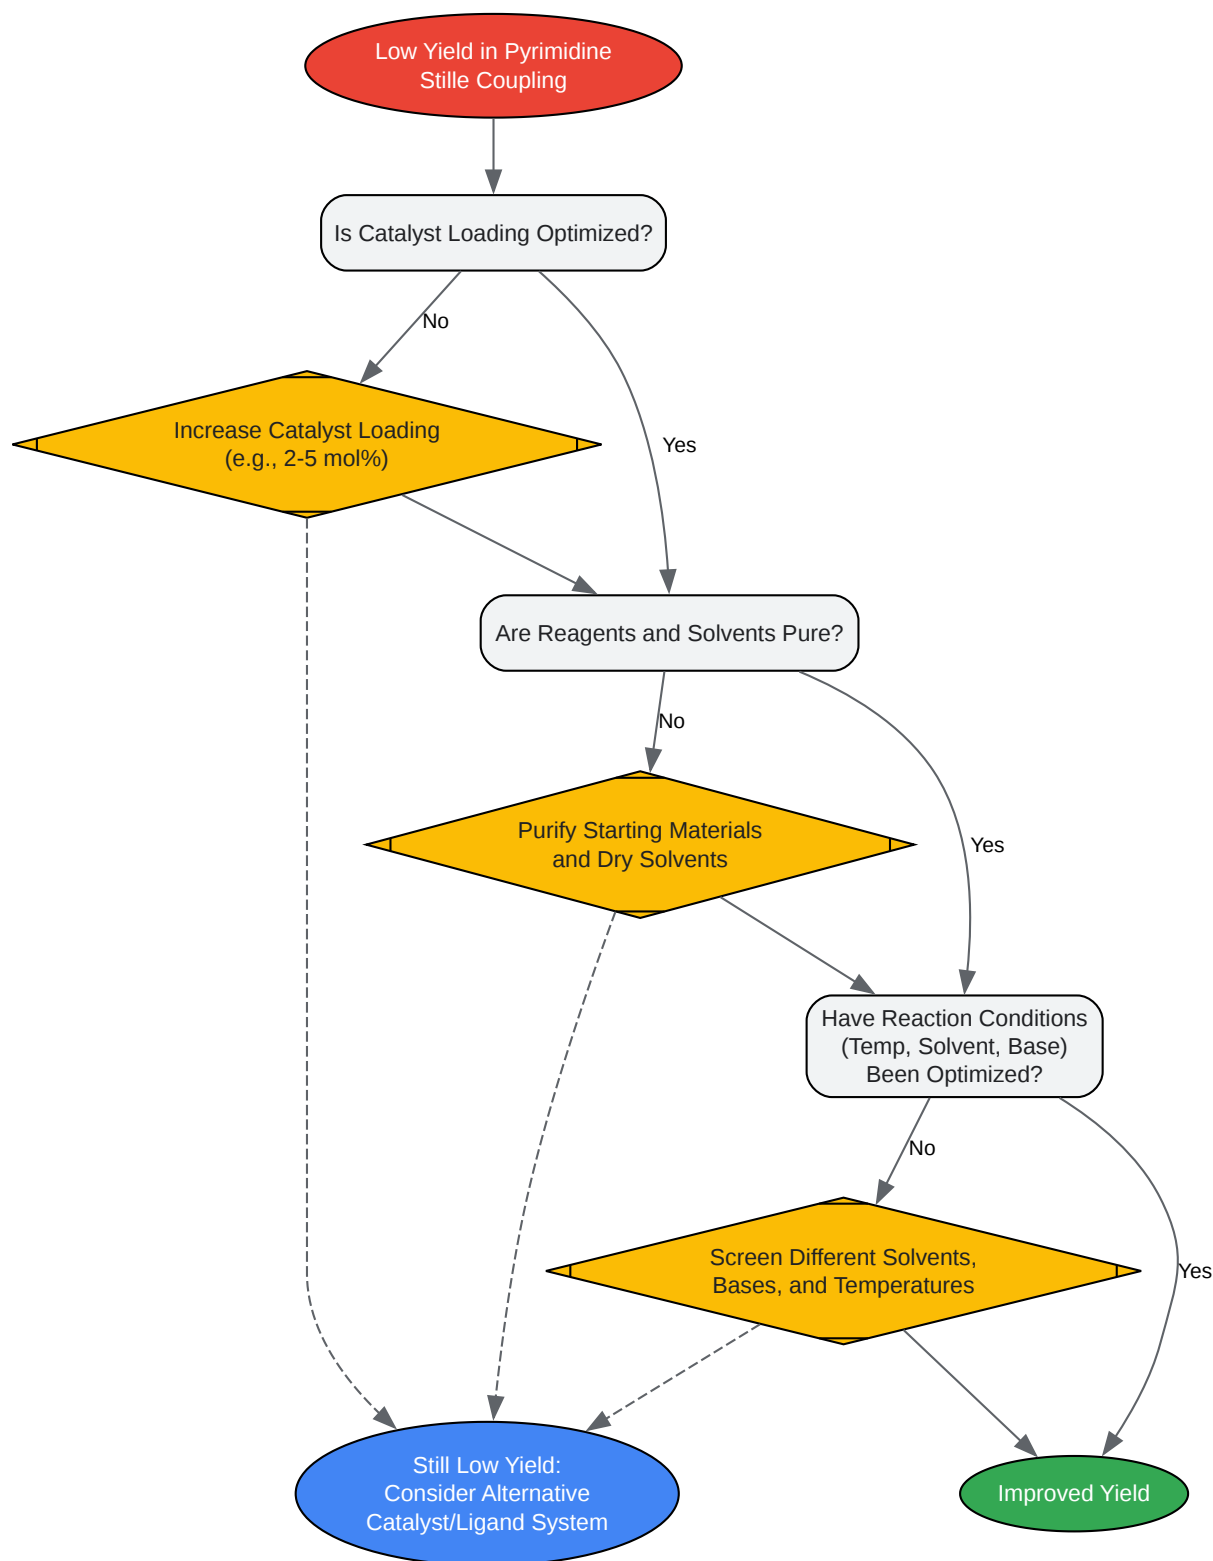 Low Yield in Pyrimidine
Stille Coupling
Is Catalyst Loading Optimized?
No
Yes
Increase Catalyst Loading
(e.g., 2-5 mol%)
Are Reagents and Solvents Pure?
No
Yes
Purify Starting Materials
and Dry Solvents
Have Reaction Conditions
(Temp, Solvent, Base)
Been Optimized?
No
Yes
Screen Different Solvents,
Bases, and Temperatures
Still Low Yield:
Consider Alternative
Catalyst/Ligand System
Improved Yield